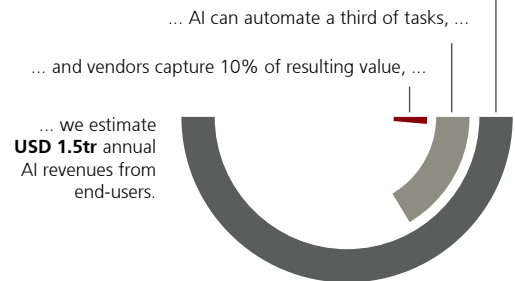 ... AI can automate a third of tasks, ...
... and vendors capture 10% of resulting value, ...
... we estimate
USD 1.5tr annual
AI revenues from
end-users.